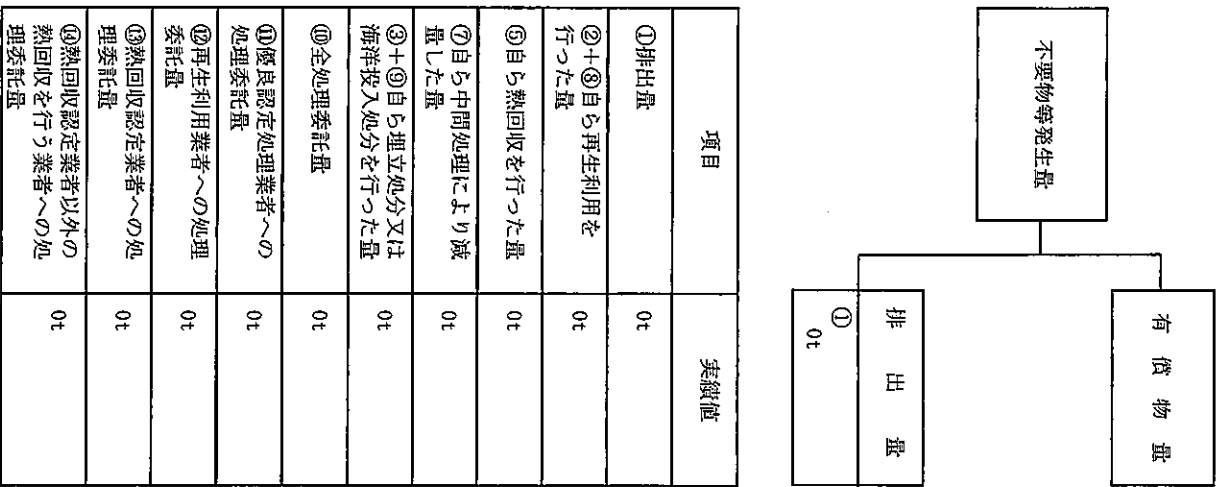 不要物等発生量
有償物量
排出量
①
0t
項目
実績値
①排出量
0t
②+⑧自ら再生利用を
行った量
0t
⑤自ら熱回収を行った量
0t
⑦自ら中間処理により減
量した量
0t
③+⑨自ら埋立処分又は
海洋投入処分を行った量
0t
⑩全処理委託量
0t
⑪優良認定処理業者への
処理委託量
0t
⑫再生利用業者への処理
委託量
0t
⑬熱回収認定業者への処
理委託量
0t
⑭熱回収認定業者以外の
熱回収を行う業者への処
理委託量
0t